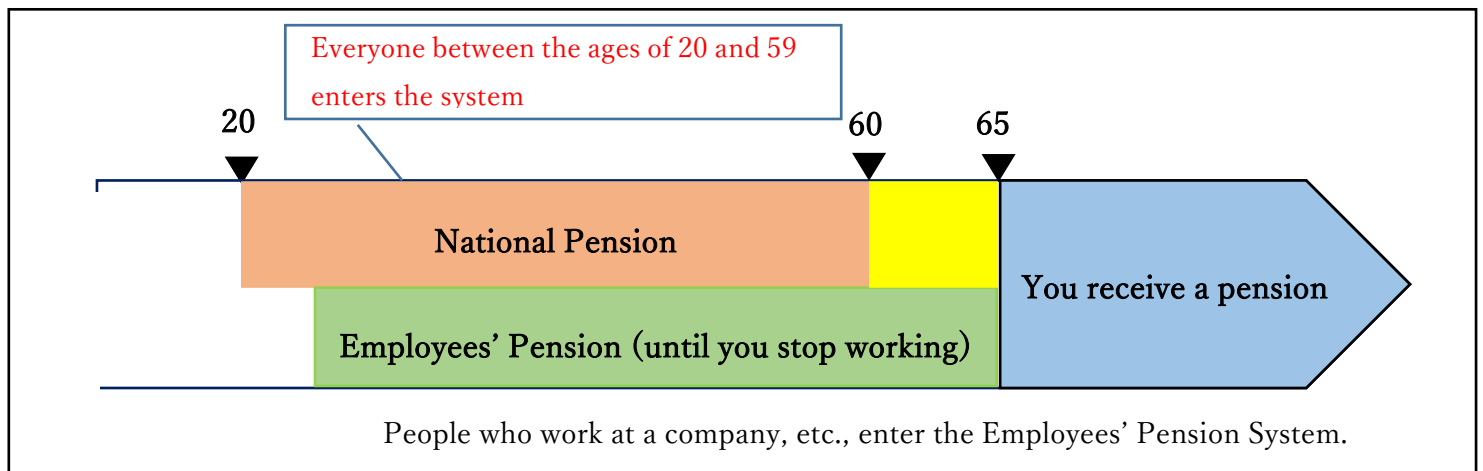 Everyone between the ages of 20 and 59
enters the system
20
60
65
National Pension
You receive a pension
Employees’ Pension (until you stop working)
People who work at a company, etc., enter the Employees’ Pension System.